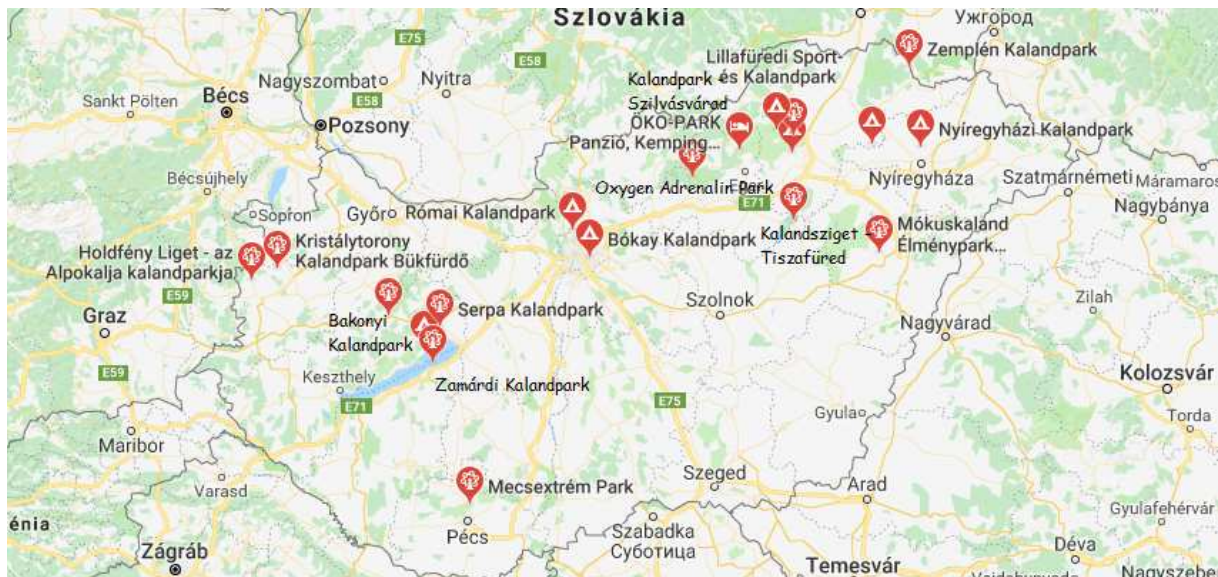 Szlovákia
Ужгород
E75
E58
Lillafüredi Sport-
és Kalandpark
Zemplén Kalandpark
Nagyszombat
Nyitra
Kalandpark -
Sankt Pölten
Bécs
E58
Szilvásvárad
ÖKO-PARK
Panzió, Kemping...
Pozsony
Nyíregyházi Kalandpark
Bécsújhely
Oxygen Adrenalin Park
E71
Nyíregyháza
Szatmárnémeti
Máramaros
Nagybánya
Sopron
Győr
Római Kalandpark
Bókay Kalandpark
Kalandsziget -
Tiszafüred
Mókuskaland
Élménypark...
Holdfény Liget - az
Alpokalja kalandparkja
Kristálytorony
Kalandpark Bükfürdő
E59
Graz
Serpa Kalandpark
Szolnok
Zilah
Bakonyi
Kalandpark
Nagyvárad
E59
Keszthely
Zamárdi Kalandpark
Kolozsvár
E71
E75
Gyula
Torda
Maribor
Varasd
Mecsextrém Park
Szeged
Arad
Pécs
Gyulafehérvár
énia
Szabadka
Суботица
Zágráb
Temesvár
Déva
Nagyszeben